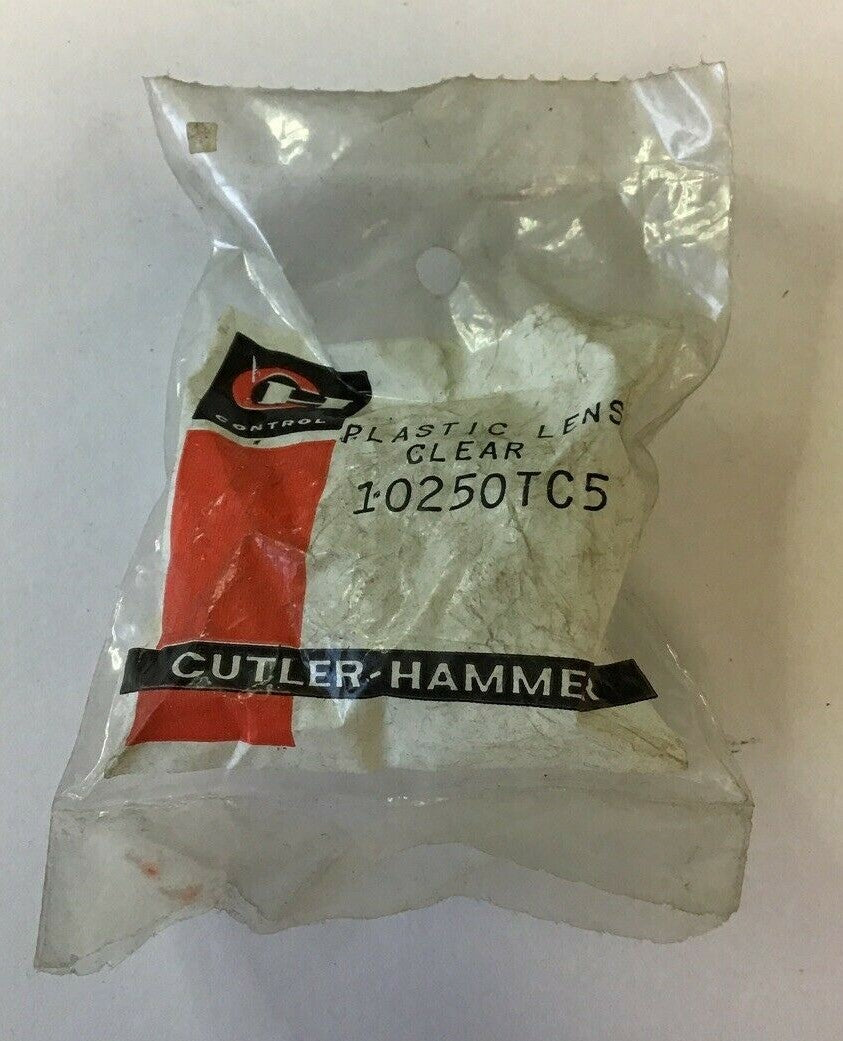 CONTROL
PLASTIC LENS
CLEAR
10250TC5
CUTLER-HAMMER